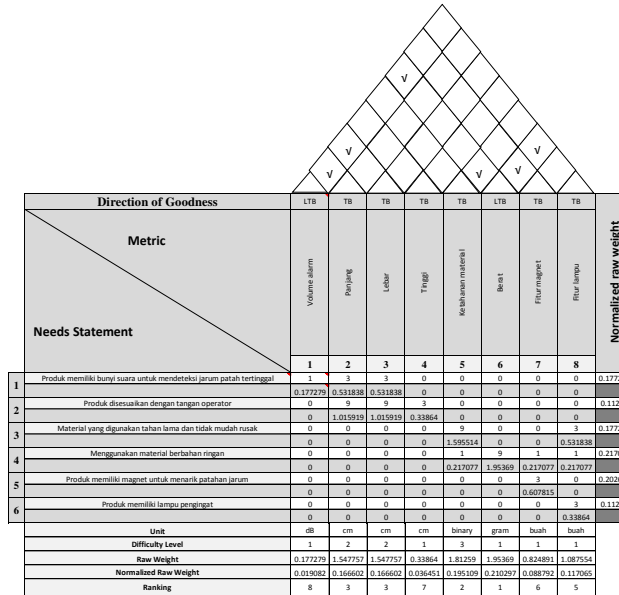 √
√ √
√ √ √
Direction of Goodness LTB TB TB TB TB LTB TB TB
Metric
Needs Statement
Volume alarm
Panjang
Lebar
Tinggi
Ketahanan material
Berat
Fitur magnet
Fitur lampu
Normalized raw weight
1 2 3 4 5 6 7 8
1 Produk memiliki bunyi suara untuk mendeteksi jarum patah tertinggal 1 3 3 0 0 0 0 0
0.177279 0.531838 0.531838 0 0 0 0 0
2 Produk disesuaikan dengan tangan operator 0 9 9 3 0 0 0 0
0 1.015919 1.015919 0.33864 0 0 0 0
3 Material yang digunakan tahan lama dan tidak mudah rusak 0 0 0 0 9 0 0 3
0 0 0 0 1.595514 0 0 0.531838
4 Menggunakan material berbahan ringan 0 0 0 0 1 9 1 1
0 0 0 0 0.217077 1.95369 0.217077 0.217077
5 Produk memiliki magnet untuk menarik patahan jarum 0 0 0 0 0 0 3 0
0 0 0 0 0 0 0.607815 0
6 Produk memiliki lampu pengingat 0 0 0 0 0 0 0 3
0 0 0 0 0 0 0 0.33864
Unit dB cm cm cm binary gram buah buah
Difficulty Level 1 2 2 1 3 1 1 1
Raw Weight 0.177279 1.547757 1.547757 0.33864 1.81259 1.95369 0.824891 1.087554
Normalized Raw Weight 0.019082 0.166602 0.166602 0.036451 0.195109 0.210297 0.088792 0.117065
Ranking 8 3 3 7 2 1 6 5